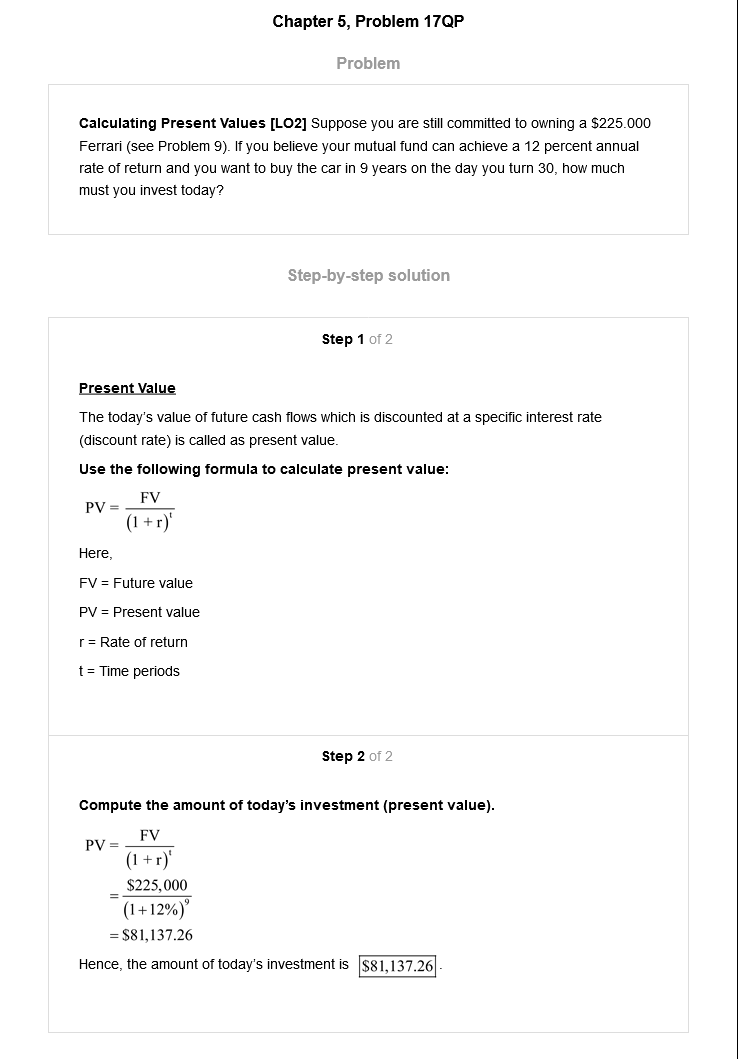 Chapter 5, Problem 17QP
Problem
Calculating Present Values [LO2] Suppose you are still committed to owning a $225.000
Ferrari (see Problem 9). If you believe your mutual fund can achieve a 12 percent annual
rate of return and you want to buy the car in 9 years on the day you turn 30, how much
must you invest today?
Step-by-step solution
Step 1 of 2
Present Value
The today's value of future cash flows which is discounted at a specific interest rate
(discount rate) is called as present value.
Use the following formula to calculate present value:
PV = FV / (1 + r)^t
Here,
FV = Future value
PV = Present value
r = Rate of return
t = Time periods
Step 2 of 2
Compute the amount of today's investment (present value).
PV = FV / (1 + r)^t
= $225,000 / (1+12%)^9
= $81,137.26
Hence, the amount of today's investment is $81,137.26.